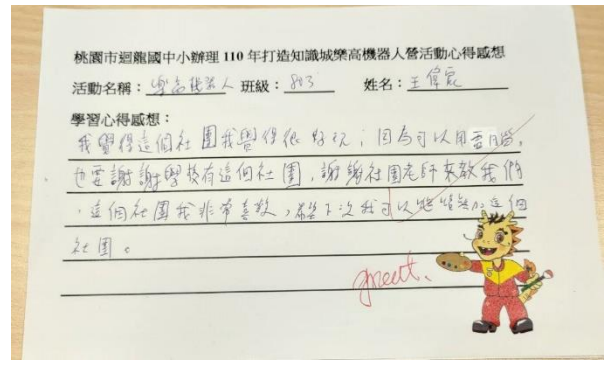 桃園市迴龍國中小辦理 110 年打造知識城樂高機器人營活動心得感想
活動名稱：樂高機器人 班級：803 姓名：王偉宸
學習心得感想：
我覺得這個社團我覺得很好玩；因為可以用電腦，
也要謝謝學校有這個社團，謝謝社團老師來教我們
，這個社團我非常喜歡，希望下次我可以繼續參加這個
社團。
great.